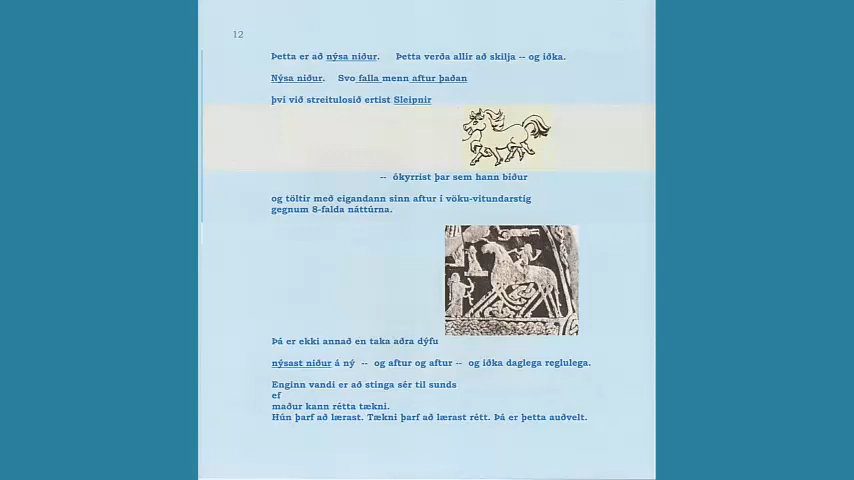 12
Þetta er að nýsa niður. Þetta verða allir að skilja -- og iðka.
Nýsa niður. Svo falla menn aftur þaðan
því við streitulosið ertist Sleipnir
-- ókyrrist þar sem hann bíður
og töltir með eigandann sinn aftur í vöku-vitundarstig
gegnum 8-falda náttúrna.
Þá er ekki annað en taka aðra dýfu
nýsast niður á ný -- og aftur og aftur -- og iðka daglega reglulega.
Enginn vandi er að stinga sér til sunds
ef
maður kann rétta tækni.
Hún þarf að lærast. Tækni þarf að lærast rétt. Þá er þetta auðvelt.